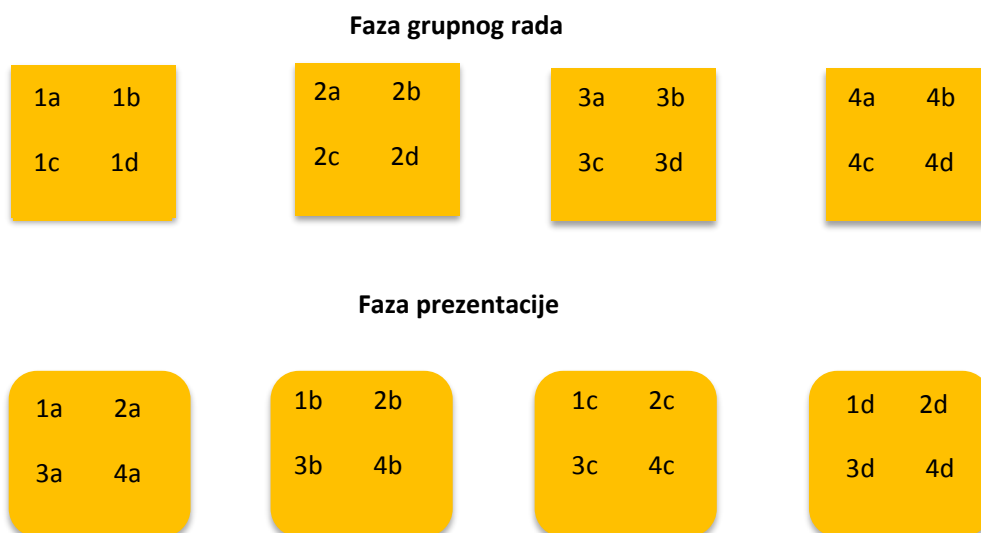 Faza grupnog rada
1a 1b 2a 2b 3a 3b 4a 4b
1c 1d 2c 2d 3c 3d 4c 4d
Faza prezentacije
1a 2a 1b 2b 1c 2c 1d 2d
3a 4a 3b 4b 3c 4c 3d 4d